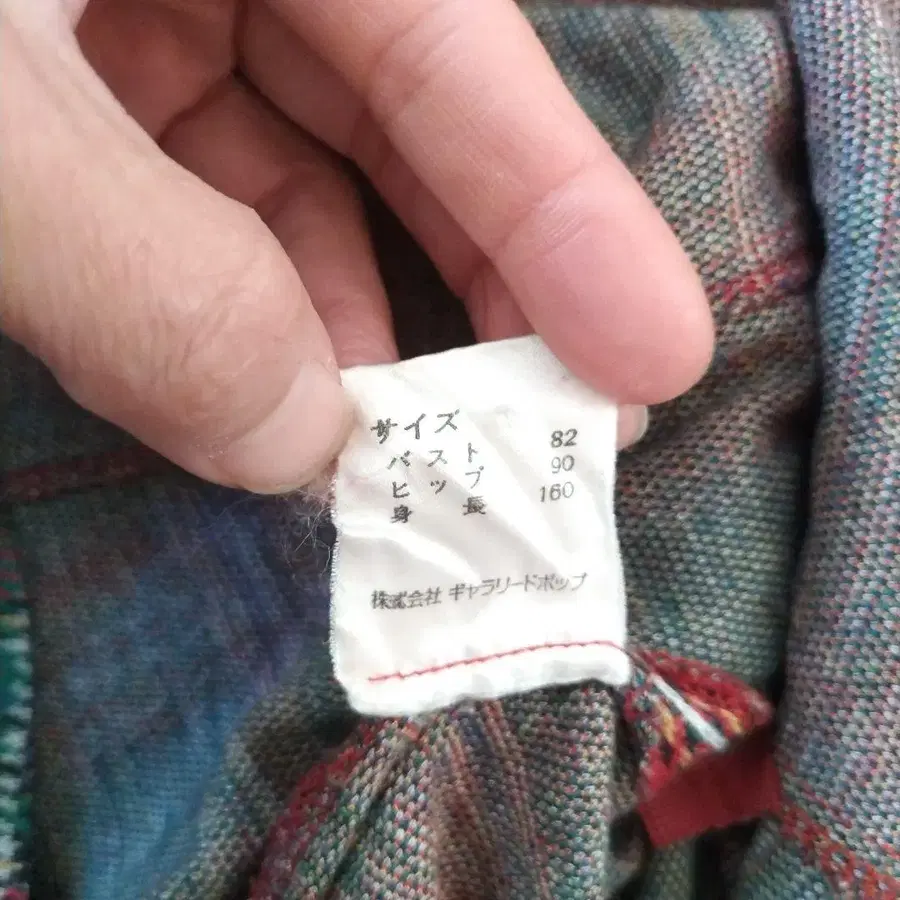 サイズ
バスト 82
ヒップ 90
身長 160
株式会社 ギャラリードポップ